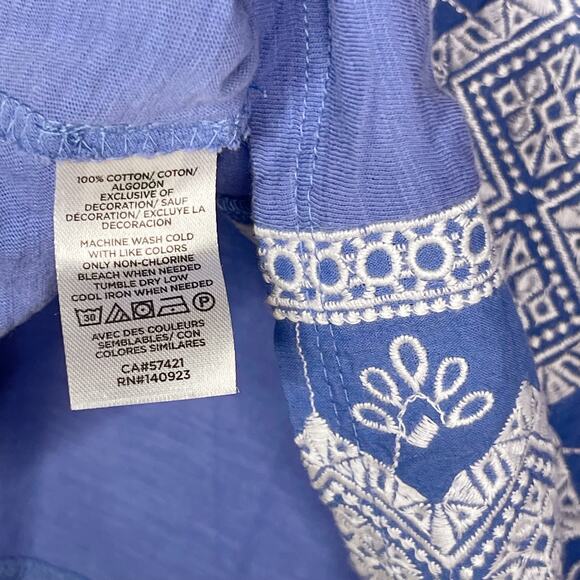 100% COTTON/ COTON/
ALGODÓN
EXCLUSIVE OF
DECORATION/ SAUF
DÉCORATION/ EXCLUYE LA
DECORACIÓN
MACHINE WASH COLD
WITH LIKE COLORS
ONLY NON-CHLORINE
BLEACH WHEN NEEDED
TUMBLE DRY LOW
COOL IRON WHEN NEEDED
30 P
AVEC DES COULEURS
SEMBLABLES/ CON
COLORES SIMILARES
CA#57421
RN#140923